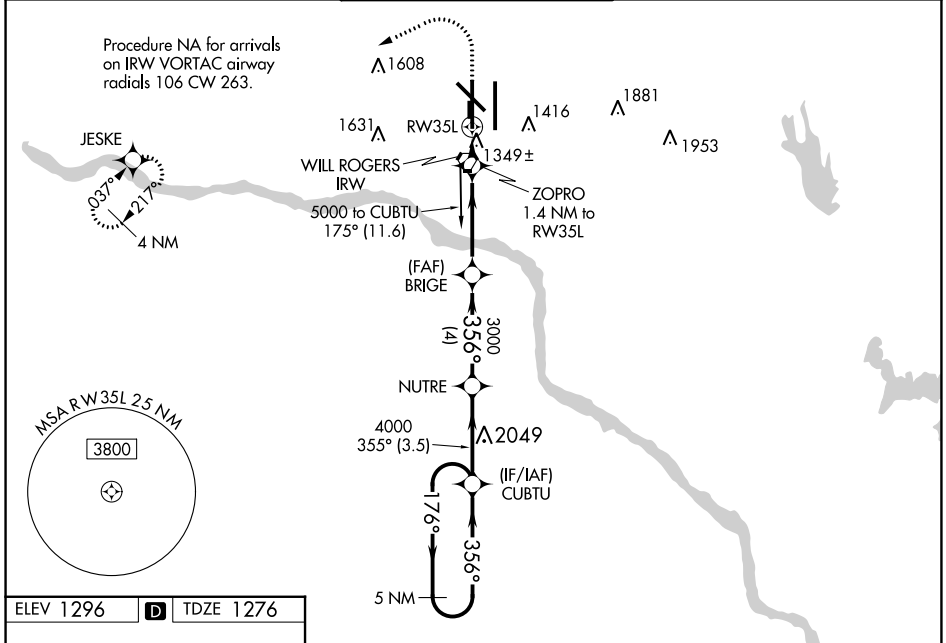 Procedure NA for arrivals
on IRW VORTAC airway
radials 106 CW 263.
1608
JESKE
1631
RW35L
1416
1881
1953
1349±
WILL ROGERS
IRW
ZOPRO
1.4 NM to
RW35L
037°
217°
4 NM
5000 to CUBTU
175° (11.6)
(FAF)
BRIGE
3000
356°
(4)
NUTRE
4000
355° (3.5)
2049
(IF/IAF)
CUBTU
176°
356°
5 NM
MSA RW35L 25 NM
3800
ELEV 1296 D TDZE 1276